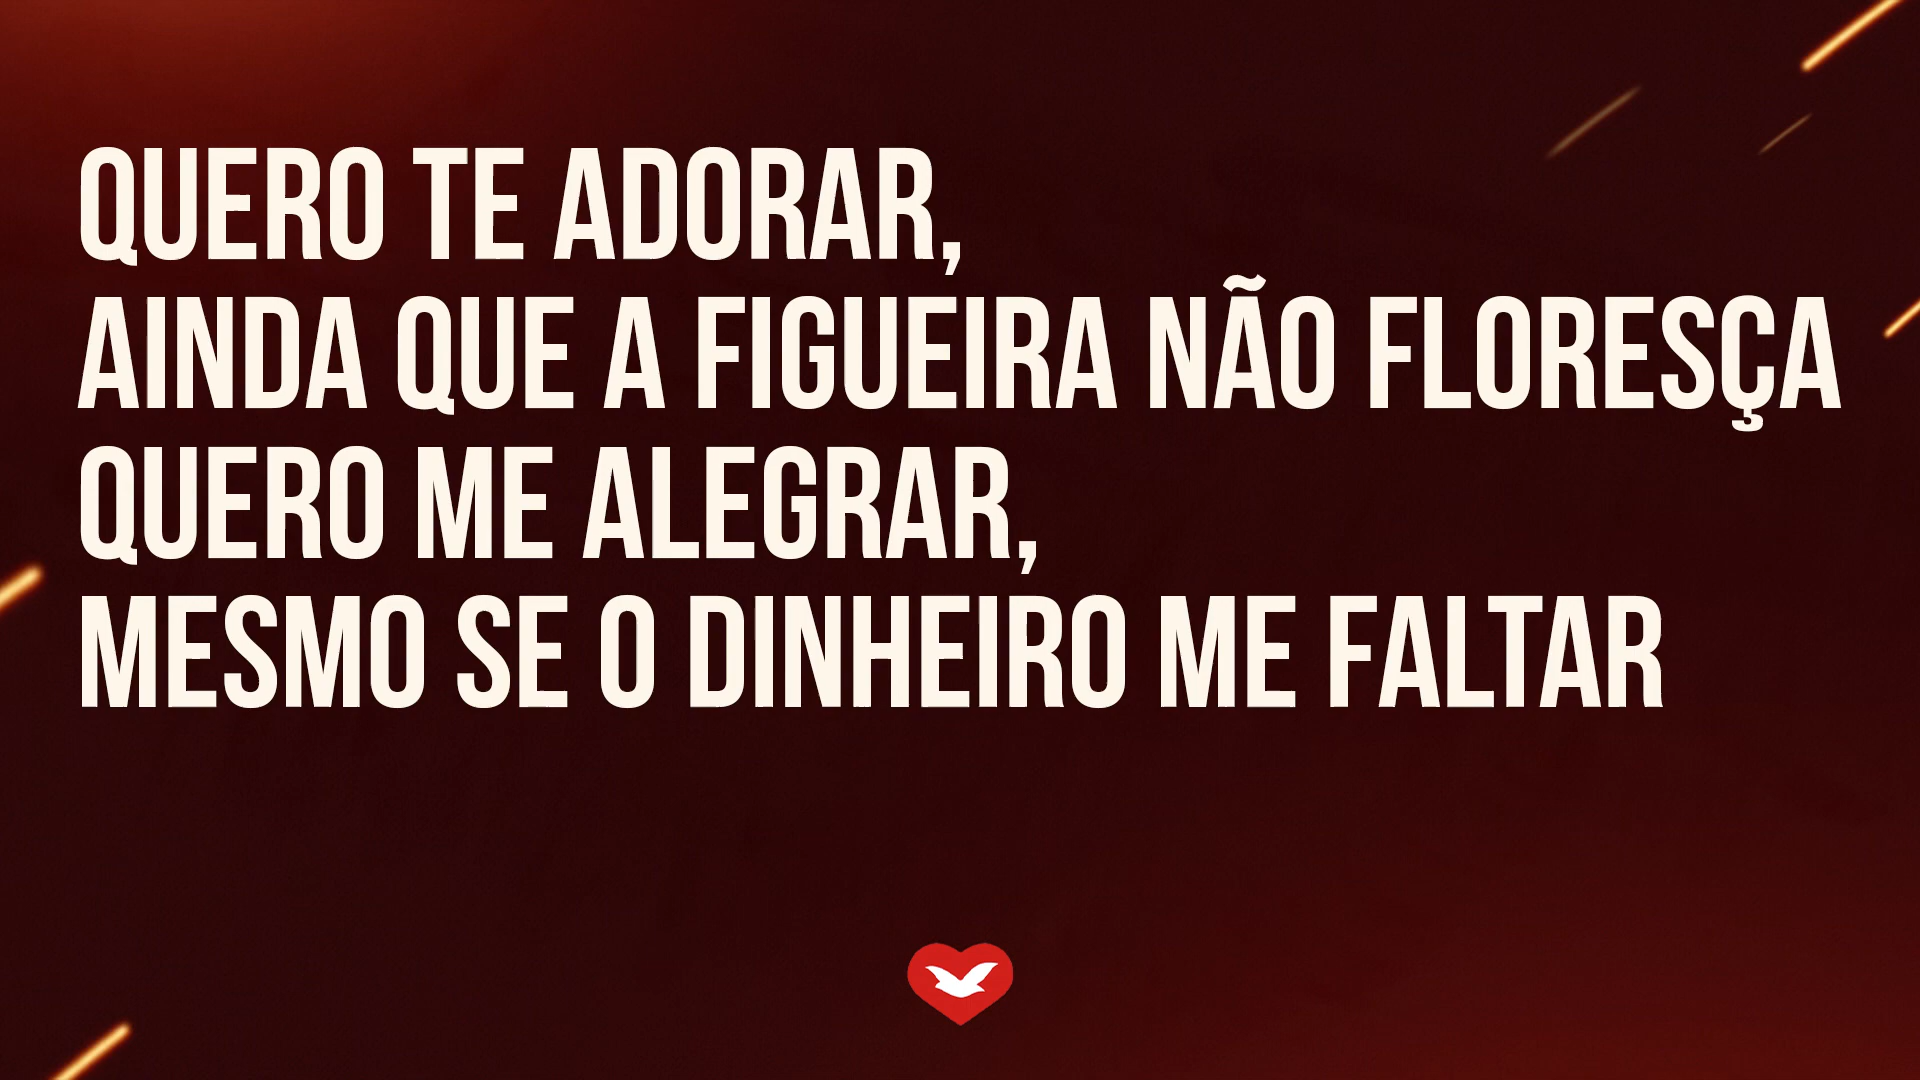 QUERO TE ADORAR,
AINDA QUE A FIGUEIRA NÃO FLORESÇA
QUERO ME ALEGRAR,
MESMO SE O DINHEIRO ME FALTAR